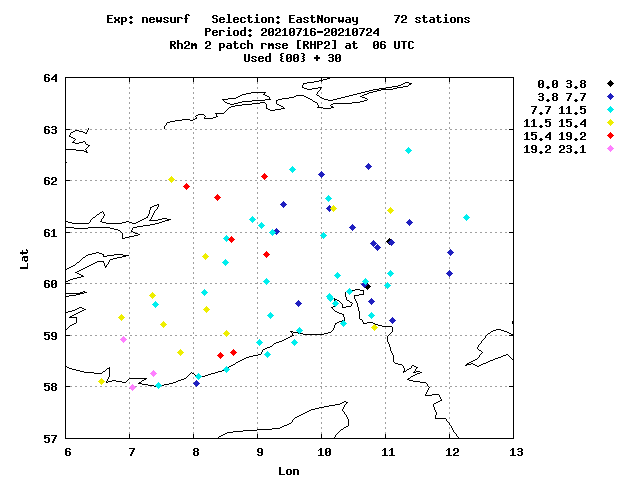 Exp: newsurf   Selection: EastNorway     72 stations
Period: 20210716-20210724
Rh2m 2 patch rmse [RHP2] at  06 UTC
Used {00} + 30
0.0 3.8
3.8 7.7
7.7 11.5
11.5 15.4
15.4 19.2
19.2 23.1
64
63
62
61
60
59
58
57
Lat
6 7 8 9 10 11 12 13
Lon